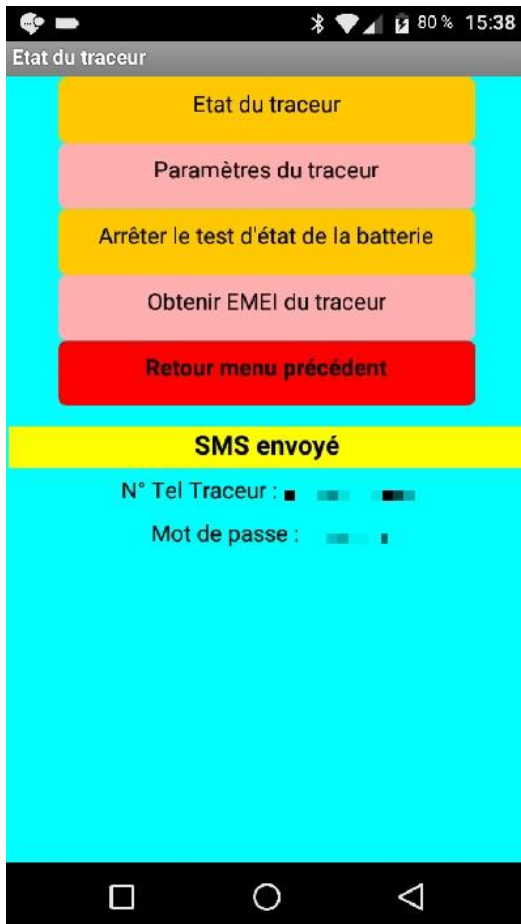 80 % 15:38
Etat du traceur
Etat du traceur
Paramètres du traceur
Arrêter le test d'état de la batterie
Obtenir EMEI du traceur
Retour menu précédent
SMS envoyé
N° Tel Traceur :
Mot de passe :